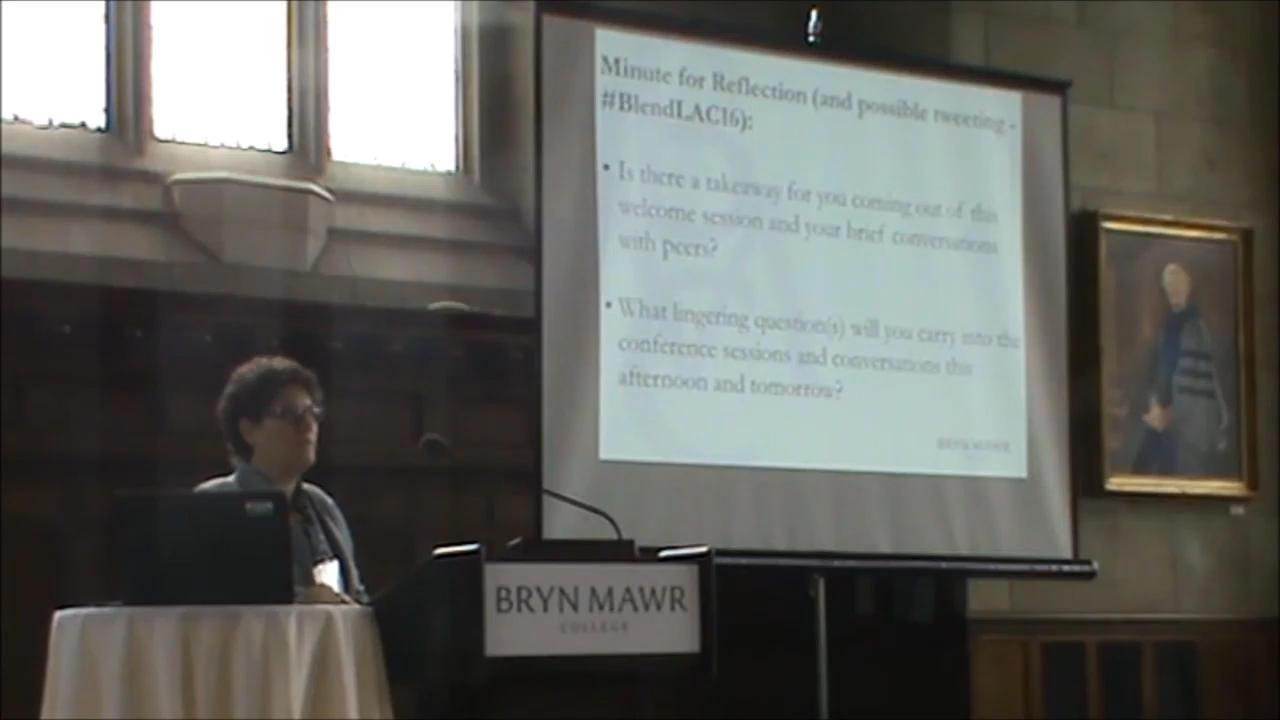 Minute for Reflection (and possible tweeting -
#BlendLAC16):
• Is there a takeaway for you coming out of this
welcome session and your brief conversations
with peers?
• What lingering question(s) will you carry into the
conference sessions and conversations this
afternoon and tomorrow?
BRYN MAWR
BRYN MAWR
COLLEGE